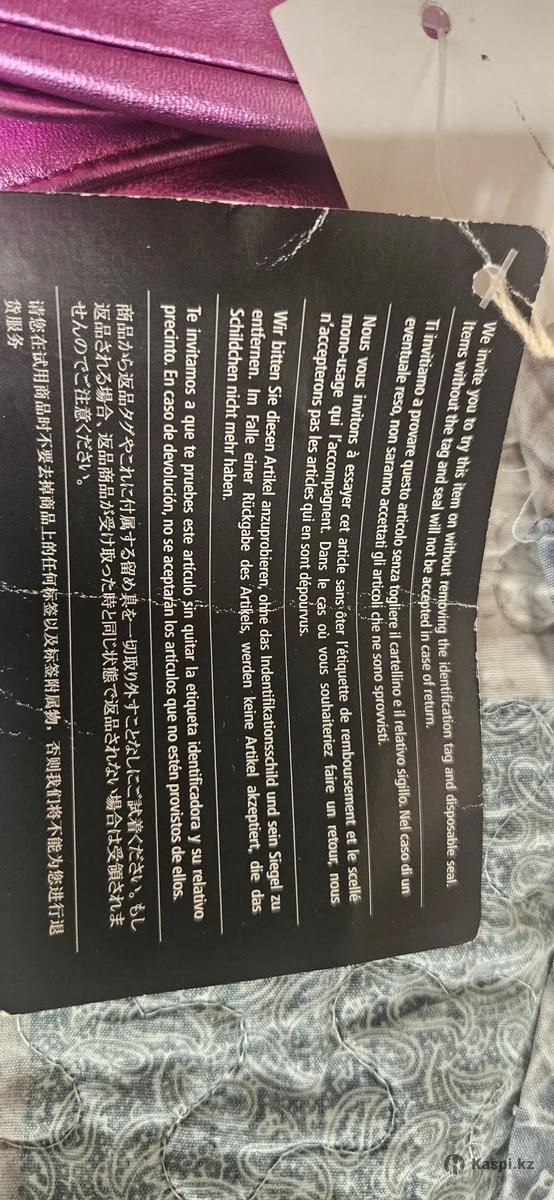 We invite you to try this item on without removing the identification tag and disposable seal.
Items without the tag and seal will not be accepted in case of return.
Ti invitiamo a provare questo articolo senza togliere il cartellino e il relativo sigillo. Nel caso di un
eventuale reso, non saranno accettati gli articoli che ne sono sprovvisti.
Nous vous invitons à essayer cet article sans ôter l'étiquette de remboursement et le scellé
mono-usage qui l'accompagnent. Dans le cas où vous souhaiteriez faire un retour, nous
n'accepterons pas les articles qui en sont dépourvus.
Wir bitten Sie diesen Artikel anzuprobieren, ohne das Indentifikationsschild und sein Siegel zu
entfernen. Im Falle einer Rückgabe des Artikels, werden keine Artikel akzeptiert, die das
Schildchen nicht mehr haben.
Te invitamos a que te pruebes este artículo sin quitar la etiqueta identificadora y su relativo
precinto. En caso de devolución, no se aceptarán los artículos que no estén provistos de ellos.
商品から返品タグやこれに付属する留め具を一切取り外すことなしにご試着ください。もし
返品される場合、返品商品が受け取った時と同じ状態で返品されない場合は受領されま
せんのでご注意ください。
请您在试用商品时不要去掉商品上的任何标签以及标签附属物，否则我们将不能为您进行退
货服务
Kaspi.kz